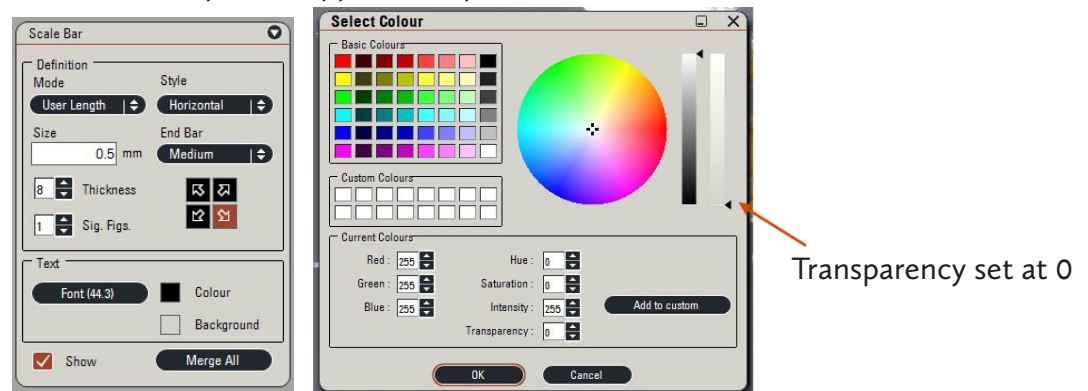 Scale Bar
Definition
Mode Style
User Length Horizontal
Size End Bar
0.5 mm Medium
8 Thickness
1 Sig. Figs.
Text
Font (44.3) Colour
Background
Show Merge All
Select Colour
Basic Colours
Custom Colours
Current Colours
Red : 255 Hue : 0
Green : 255 Saturation : 0
Blue : 255 Intensity : 255 Add to custom
Transparency : 0
OK Cancel
Transparency set at 0